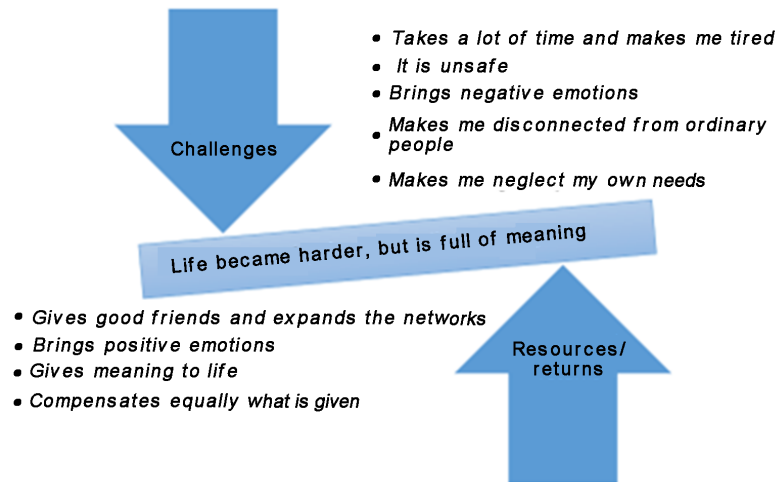 • Takes a lot of time and makes me tired
• It is unsafe
• Brings negative emotions
• Makes me disconnected from ordinary
people
• Makes me neglect my own needs
Challenges
Life became harder, but is full of meaning
• Gives good friends and expands the networks
• Brings positive emotions
• Gives meaning to life
• Compensates equally what is given
Resources/
returns